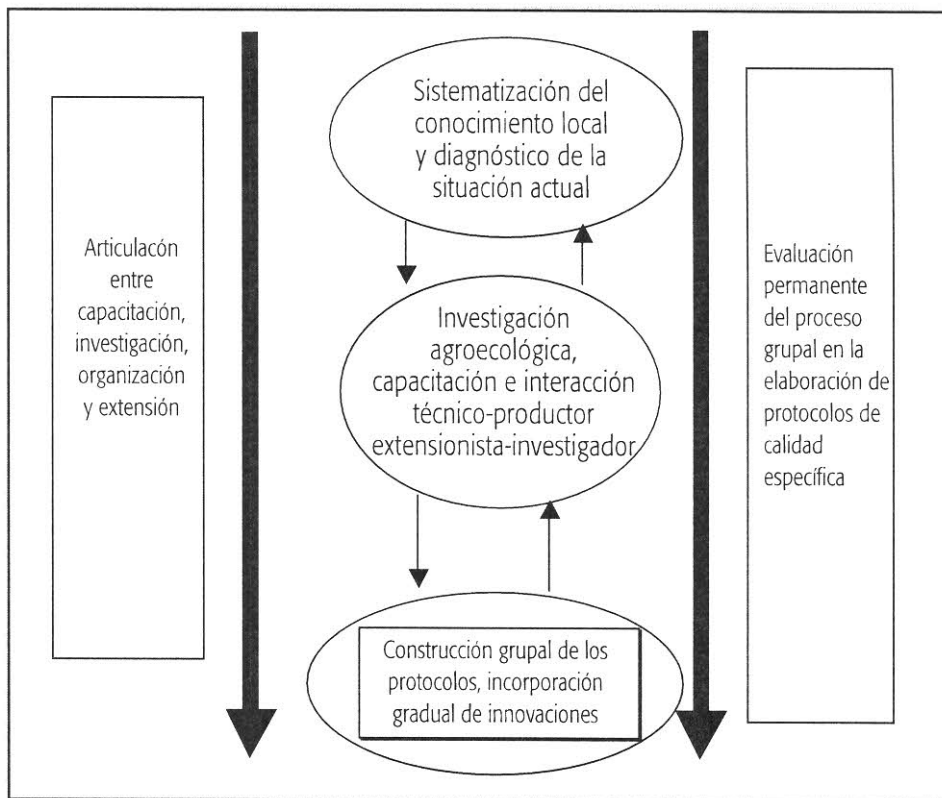 Sistematización del
conocimiento local
y diagnóstico de la
situación actual
Articulacón
entre
capacitación,
investigación,
organización
y extensión
Investigación
agroecológica,
capacitación e interacción
técnico-productor
extensionista-investigador
Evaluación
permanente
del proceso
grupal en la
elaboración de
protocolos de
calidad
específica
Construcción grupal de los
protocolos, incorporación
gradual de innovaciones